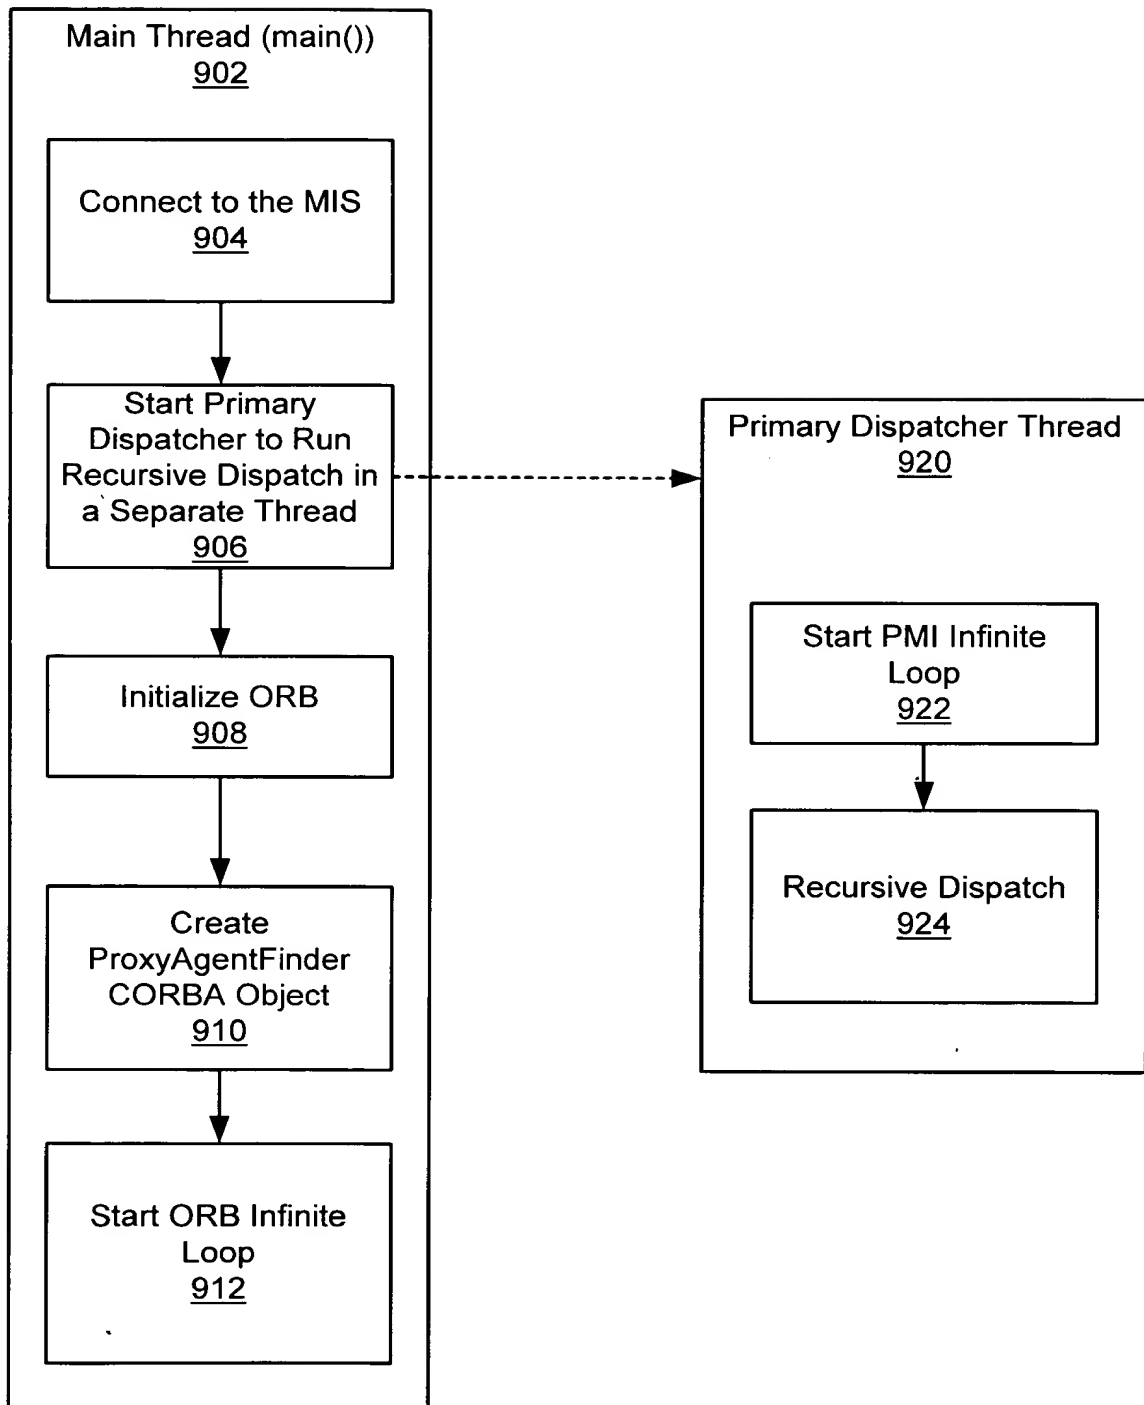 Main Thread (main())
902
Connect to the MIS
904
Start Primary
Dispatcher to Run
Recursive Dispatch in
a Separate Thread
906
Initialize ORB
908
Create
ProxyAgentFinder
CORBA Object
910
Start ORB Infinite
Loop
912
Primary Dispatcher Thread
920
Start PMI Infinite
Loop
922
Recursive Dispatch
924